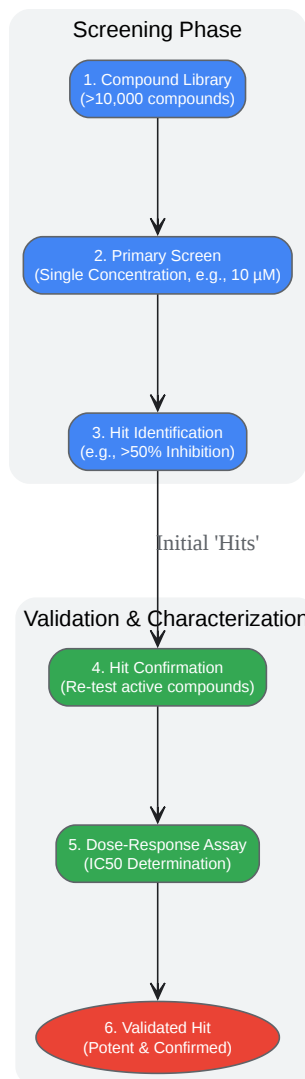 Screening Phase
1. Compound Library
(>10,000 compounds)
2. Primary Screen
(Single Concentration, e.g., 10 µM)
3. Hit Identification
(e.g., >50% Inhibition)
Initial 'Hits'
Validation & Characterization
4. Hit Confirmation
(Re-test active compounds)
5. Dose-Response Assay
(IC50 Determination)
6. Validated Hit
(Potent & Confirmed)